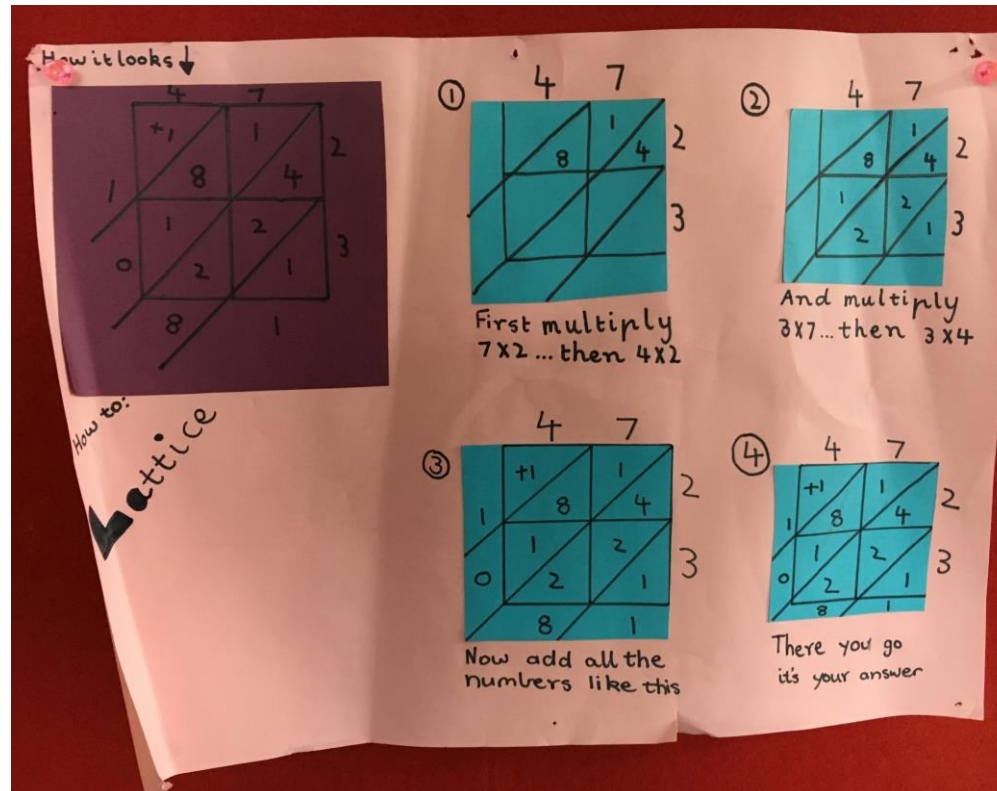 How it looks ↓
4 7
+1 1 2
1 8 4
1 2 3
0 2 1
8 1
How to:
Lattice
① 4 7
1 2
8 4
3
First multiply
7x2... then 4x2
② 4 7
1 2
8 4
1 2 3
2 1
And multiply
3x7... then 3x4
③ 4 7
+1 1 2
1 8 4
1 2 3
0 2 1
8 1
Now add all the
numbers like this
④ 4 7
+1 1 2
1 8 4
1 2 3
0 2 1
8 1
There you go
it's your answer